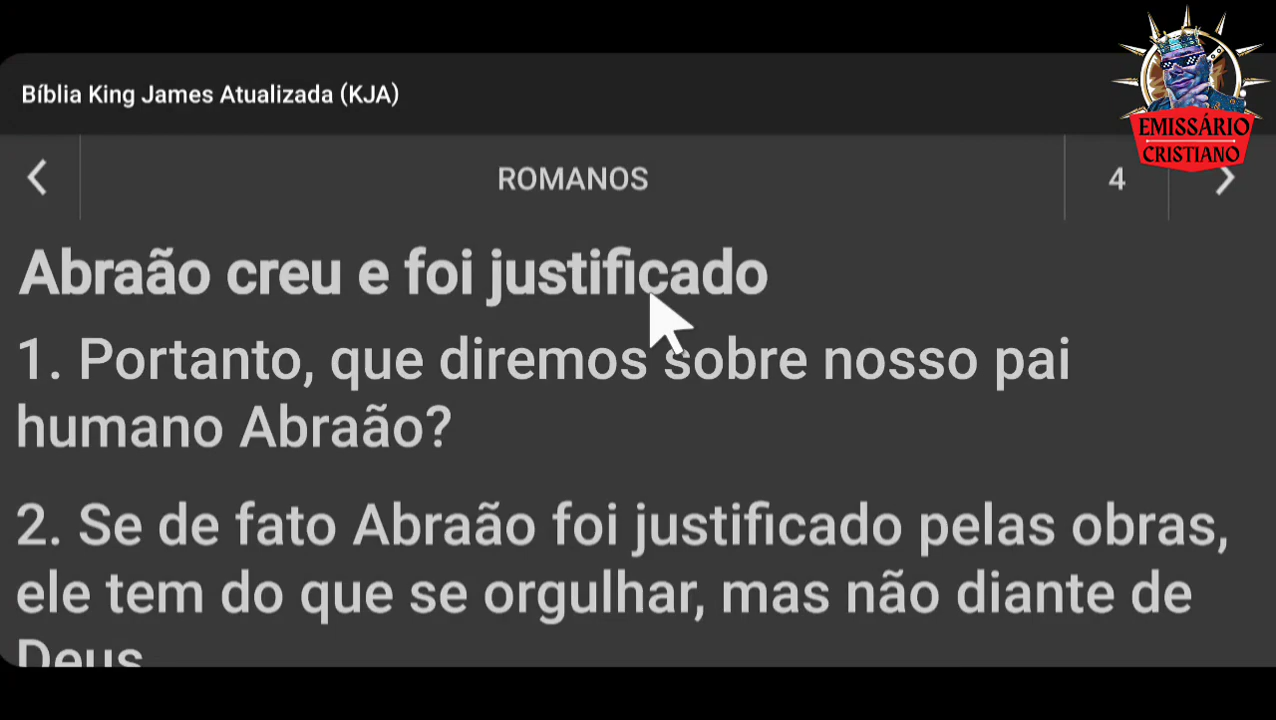 Bíblia King James Atualizada (KJA)
EMISSÁRIO
CRISTIANO
ROMANOS
4
Abraão creu e foi justificado
1. Portanto, que diremos sobre nosso pai
humano Abraão?
2. Se de fato Abraão foi justificado pelas obras,
ele tem do que se orgulhar, mas não diante de
Deus